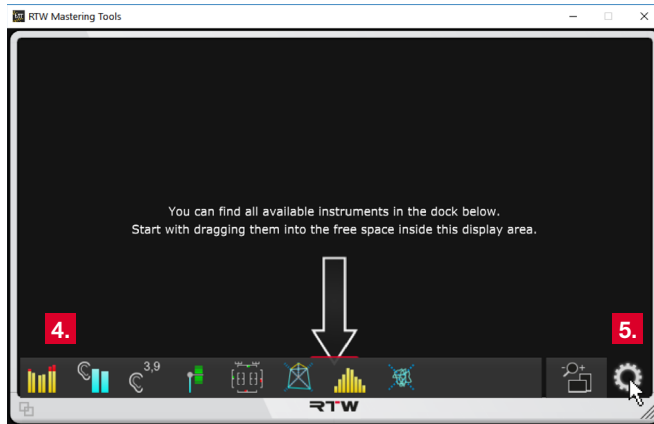 RTW Mastering Tools
You can find all available instruments in the dock below.
Start with dragging them into the free space inside this display area.
4.
5.
3,9
RTW